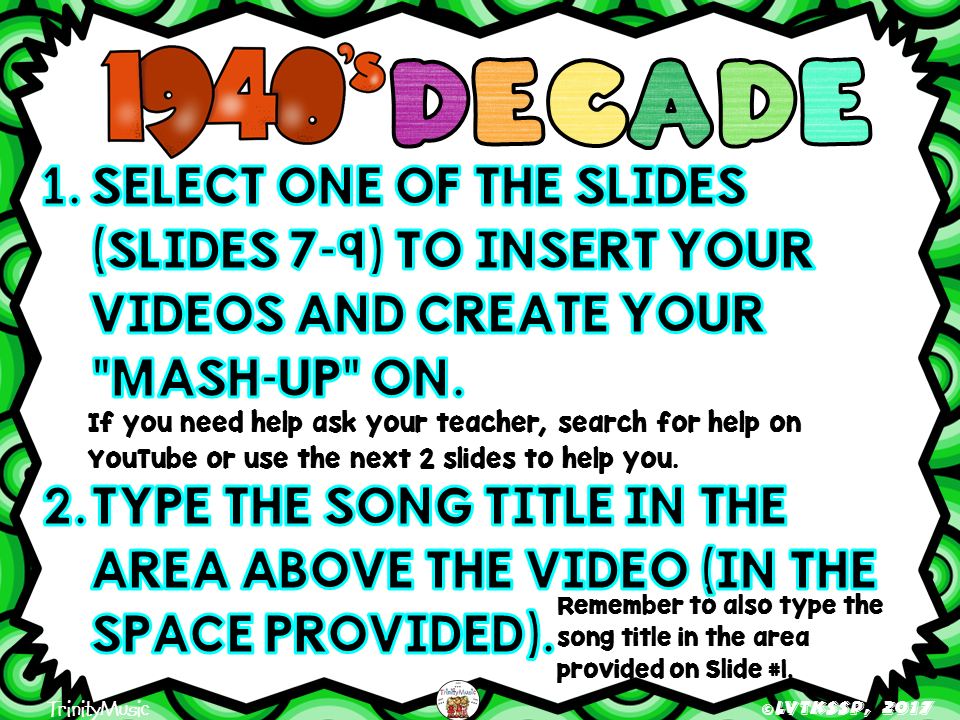 1940's DECADE
1. SELECT ONE OF THE SLIDES
(SLIDES 7-9) TO INSERT YOUR
VIDEOS AND CREATE YOUR
"MASH-UP" ON.
If you need help ask your teacher, search for help on
YouTube or use the next 2 slides to help you.
2. TYPE THE SONG TITLE IN THE
AREA ABOVE THE VIDEO (IN THE
SPACE PROVIDED).
Remember to also type the
song title in the area
provided on Slide #1.
TrinityMusic
TrinityMusic
©LVTKSSP, 2017